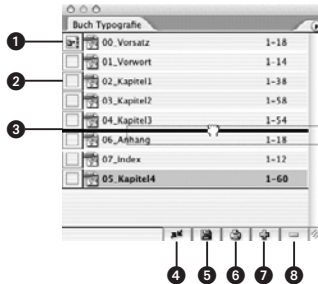 Buch Typografie
1 00_Vorsatz 1-18
01_Vorwort 1-14
2 02_Kapitel1 1-38
03_Kapitel2 1-58
3 04_Kapitel3 1-54
06_Anhang 1-18
07_Index 1-12
05_Kapitel4 1-60
4 5 6 7 8